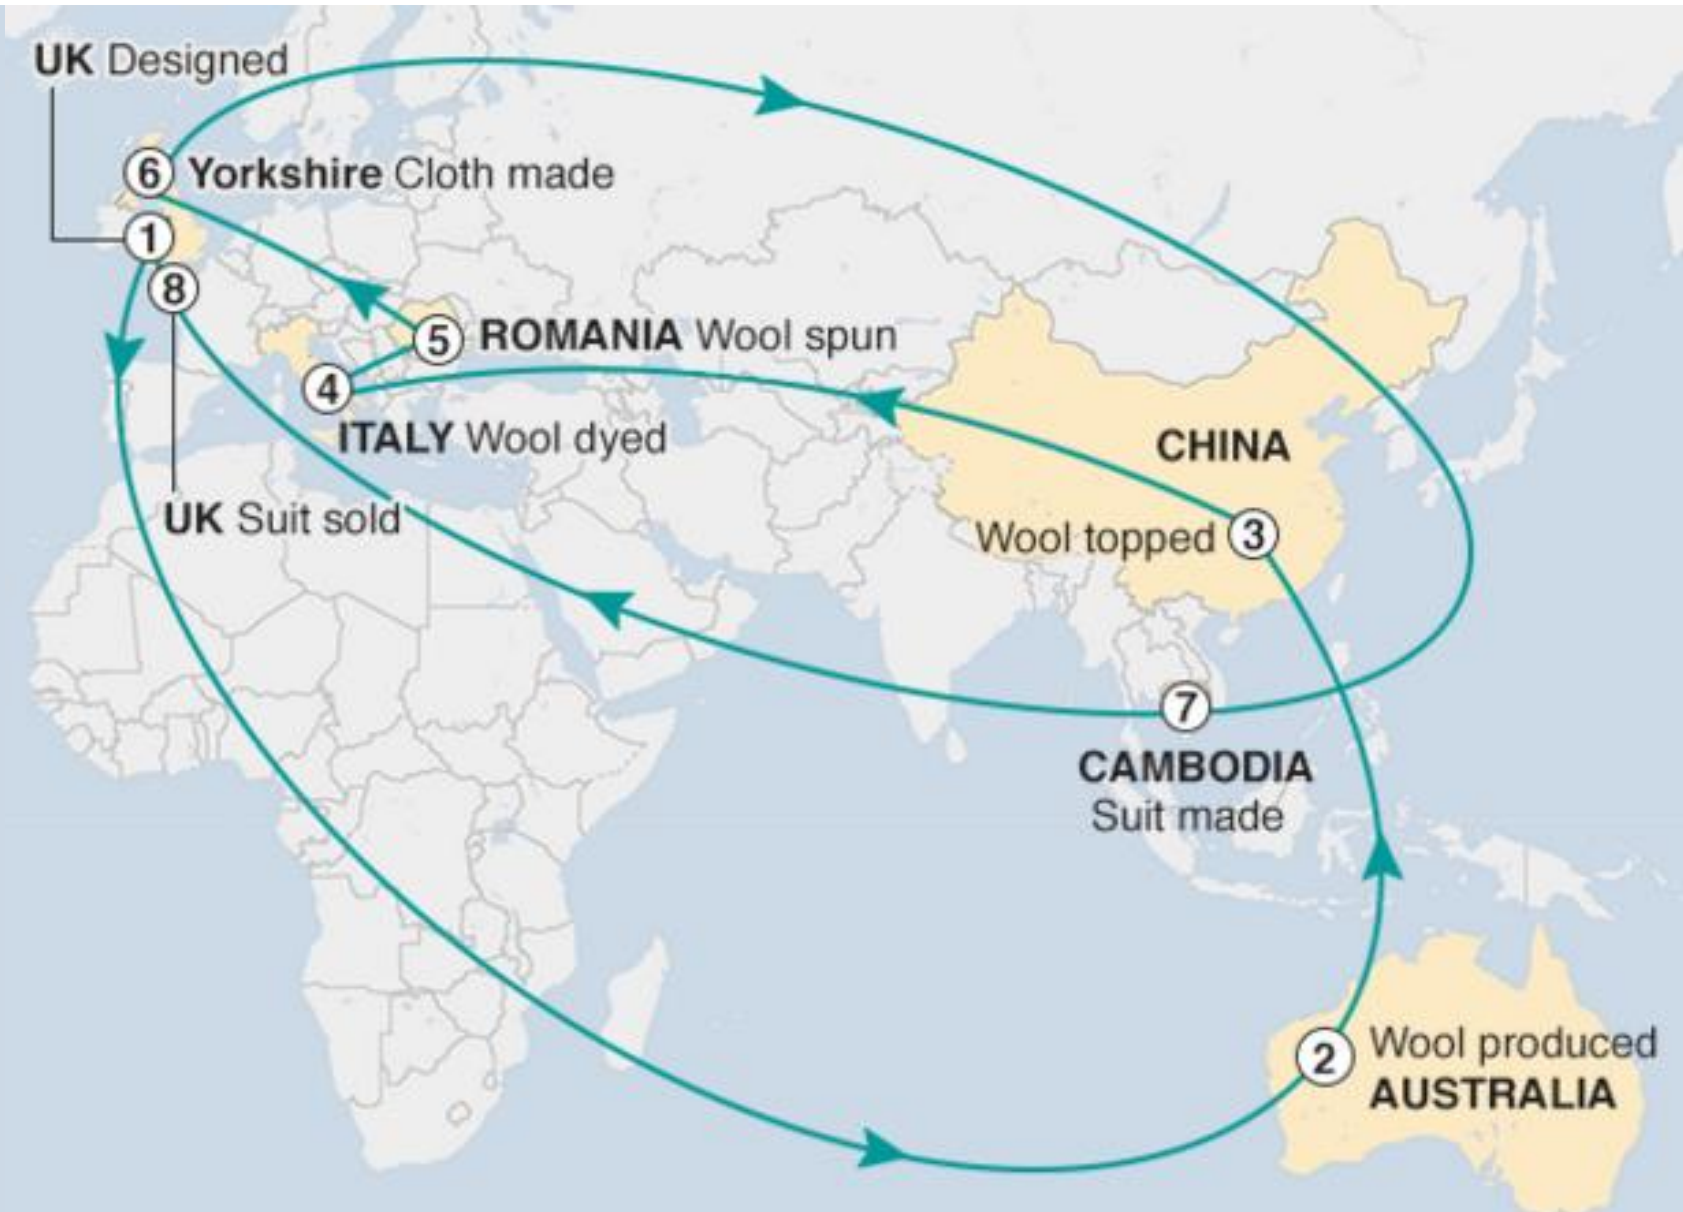 UK Designed
6 Yorkshire Cloth made
1
8
5 ROMANIA Wool spun
4
ITALY Wool dyed
CHINA
UK Suit sold
Wool topped 3
7
CAMBODIA
Suit made
2 Wool produced
AUSTRALIA